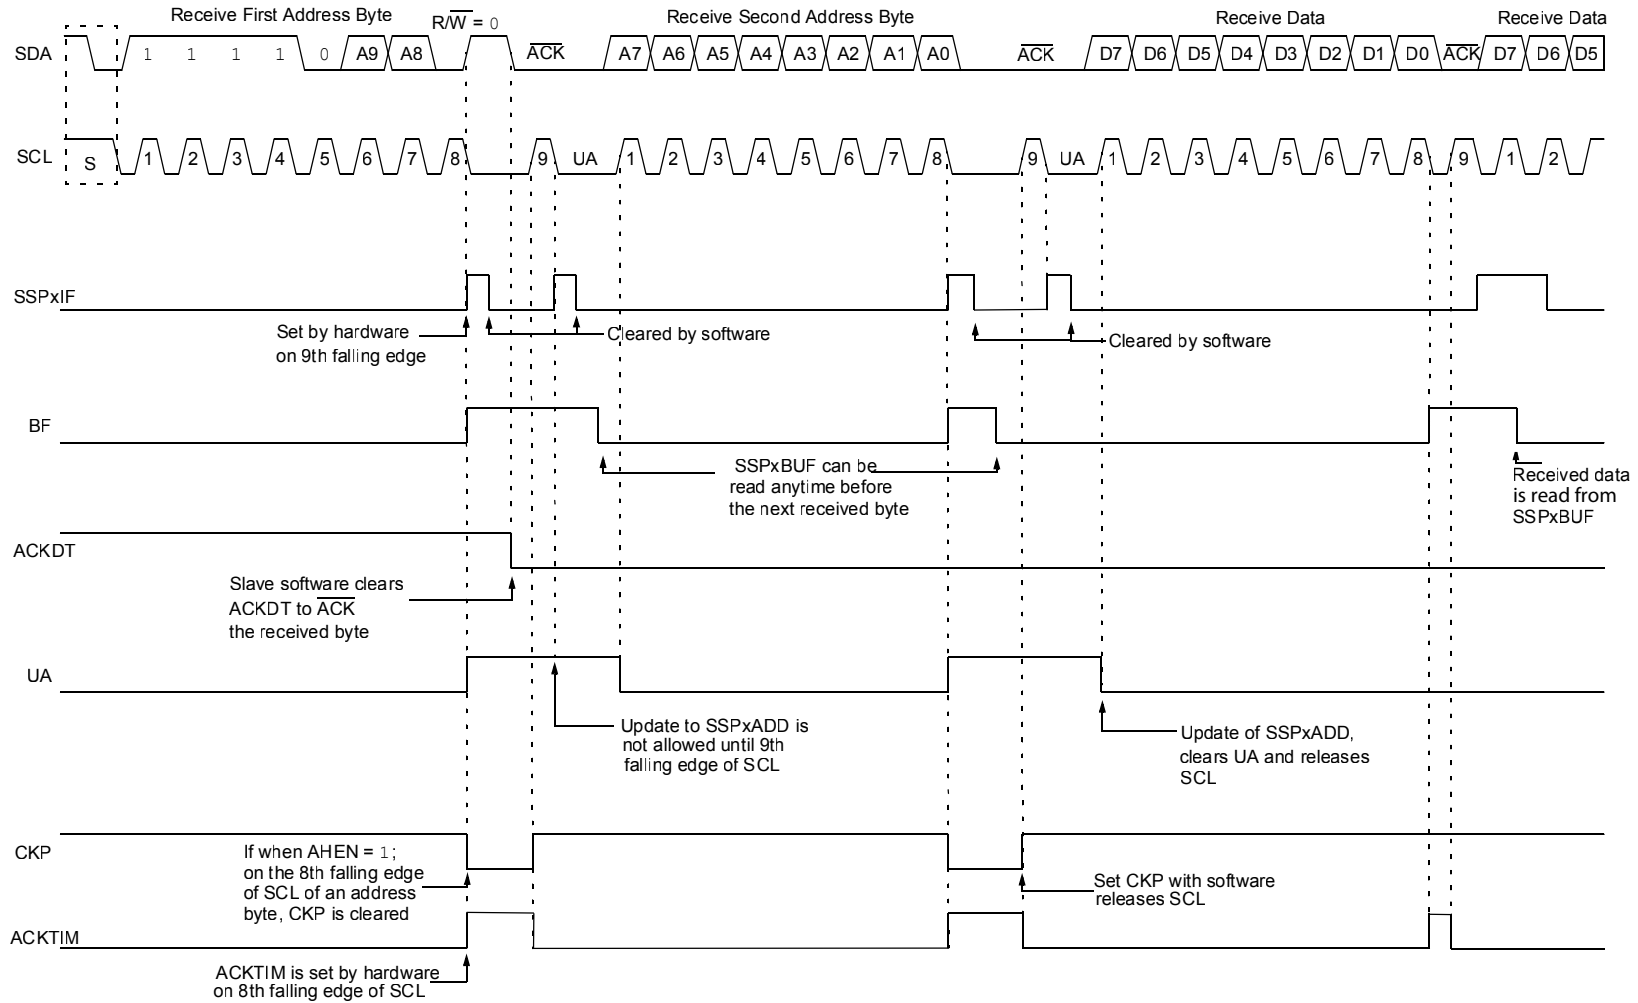 Receive First Address Byte
R/W = 0
Receive Second Address Byte
Receive Data
Receive Data
SDA
1 1 1 1 0 A9 A8 ACK A7 A6 A5 A4 A3 A2 A1 A0 ACK D7 D6 D5 D4 D3 D2 D1 D0 ACK D7 D6 D5
SCL
S 1 2 3 4 5 6 7 8 9 UA 1 2 3 4 5 6 7 8 9 UA 1 2 3 4 5 6 7 8 9 1 2
SSPxIF
Set by hardware
on 9th falling edge
Cleared by software
Cleared by software
BF
SSPxBUF can be
read anytime before
the next received byte
Received data
is read from
SSPxBUF
ACKDT
Slave software clears
ACKDT to ACK
the received byte
UA
Update to SSPxADD is
not allowed until 9th
falling edge of SCL
Update of SSPxADD,
clears UA and releases
SCL
CKP
If when AHEN = 1;
on the 8th falling edge
of SCL of an address
byte, CKP is cleared
Set CKP with software
releases SCL
ACKTIM
ACKTIM is set by hardware
on 8th falling edge of SCL